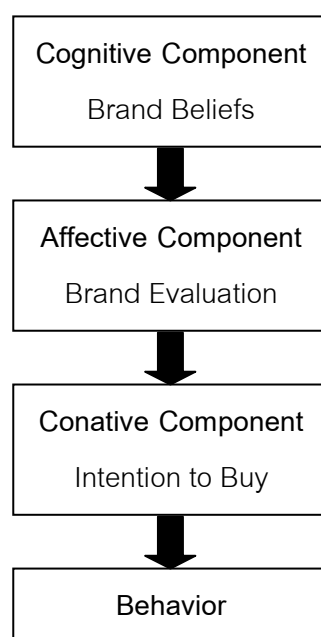 Cognitive Component
Brand Beliefs
Affective Component
Brand Evaluation
Conative Component
Intention to Buy
Behavior